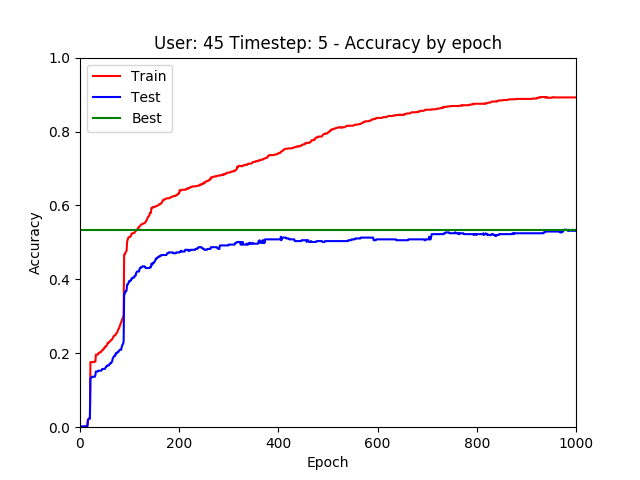 User: 45 Timestep: 5 - Accuracy by epoch
Train
Test
Best
1.0
0.8
0.6
0.4
0.2
0.0
Accuracy
0 200 400 600 800 1000
Epoch